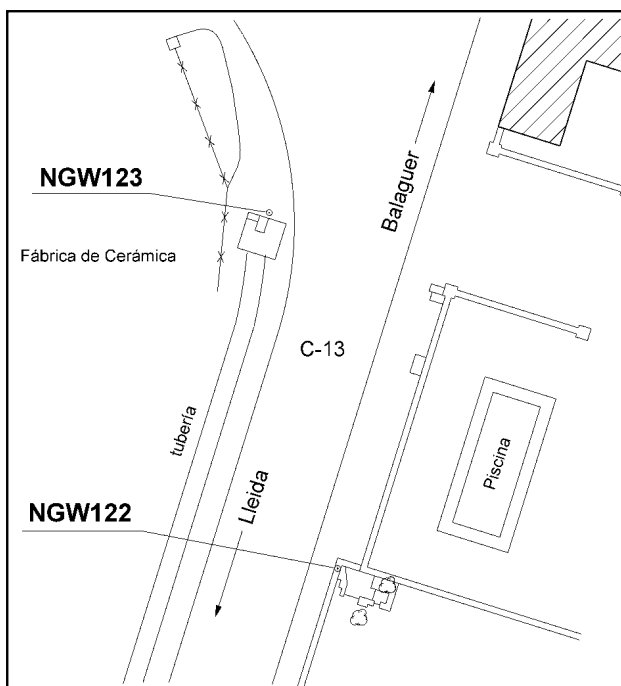 NGW123
Balaguer
Fábrica de Cerámica
C-13
tubería
Lleida
Piscina
NGW122